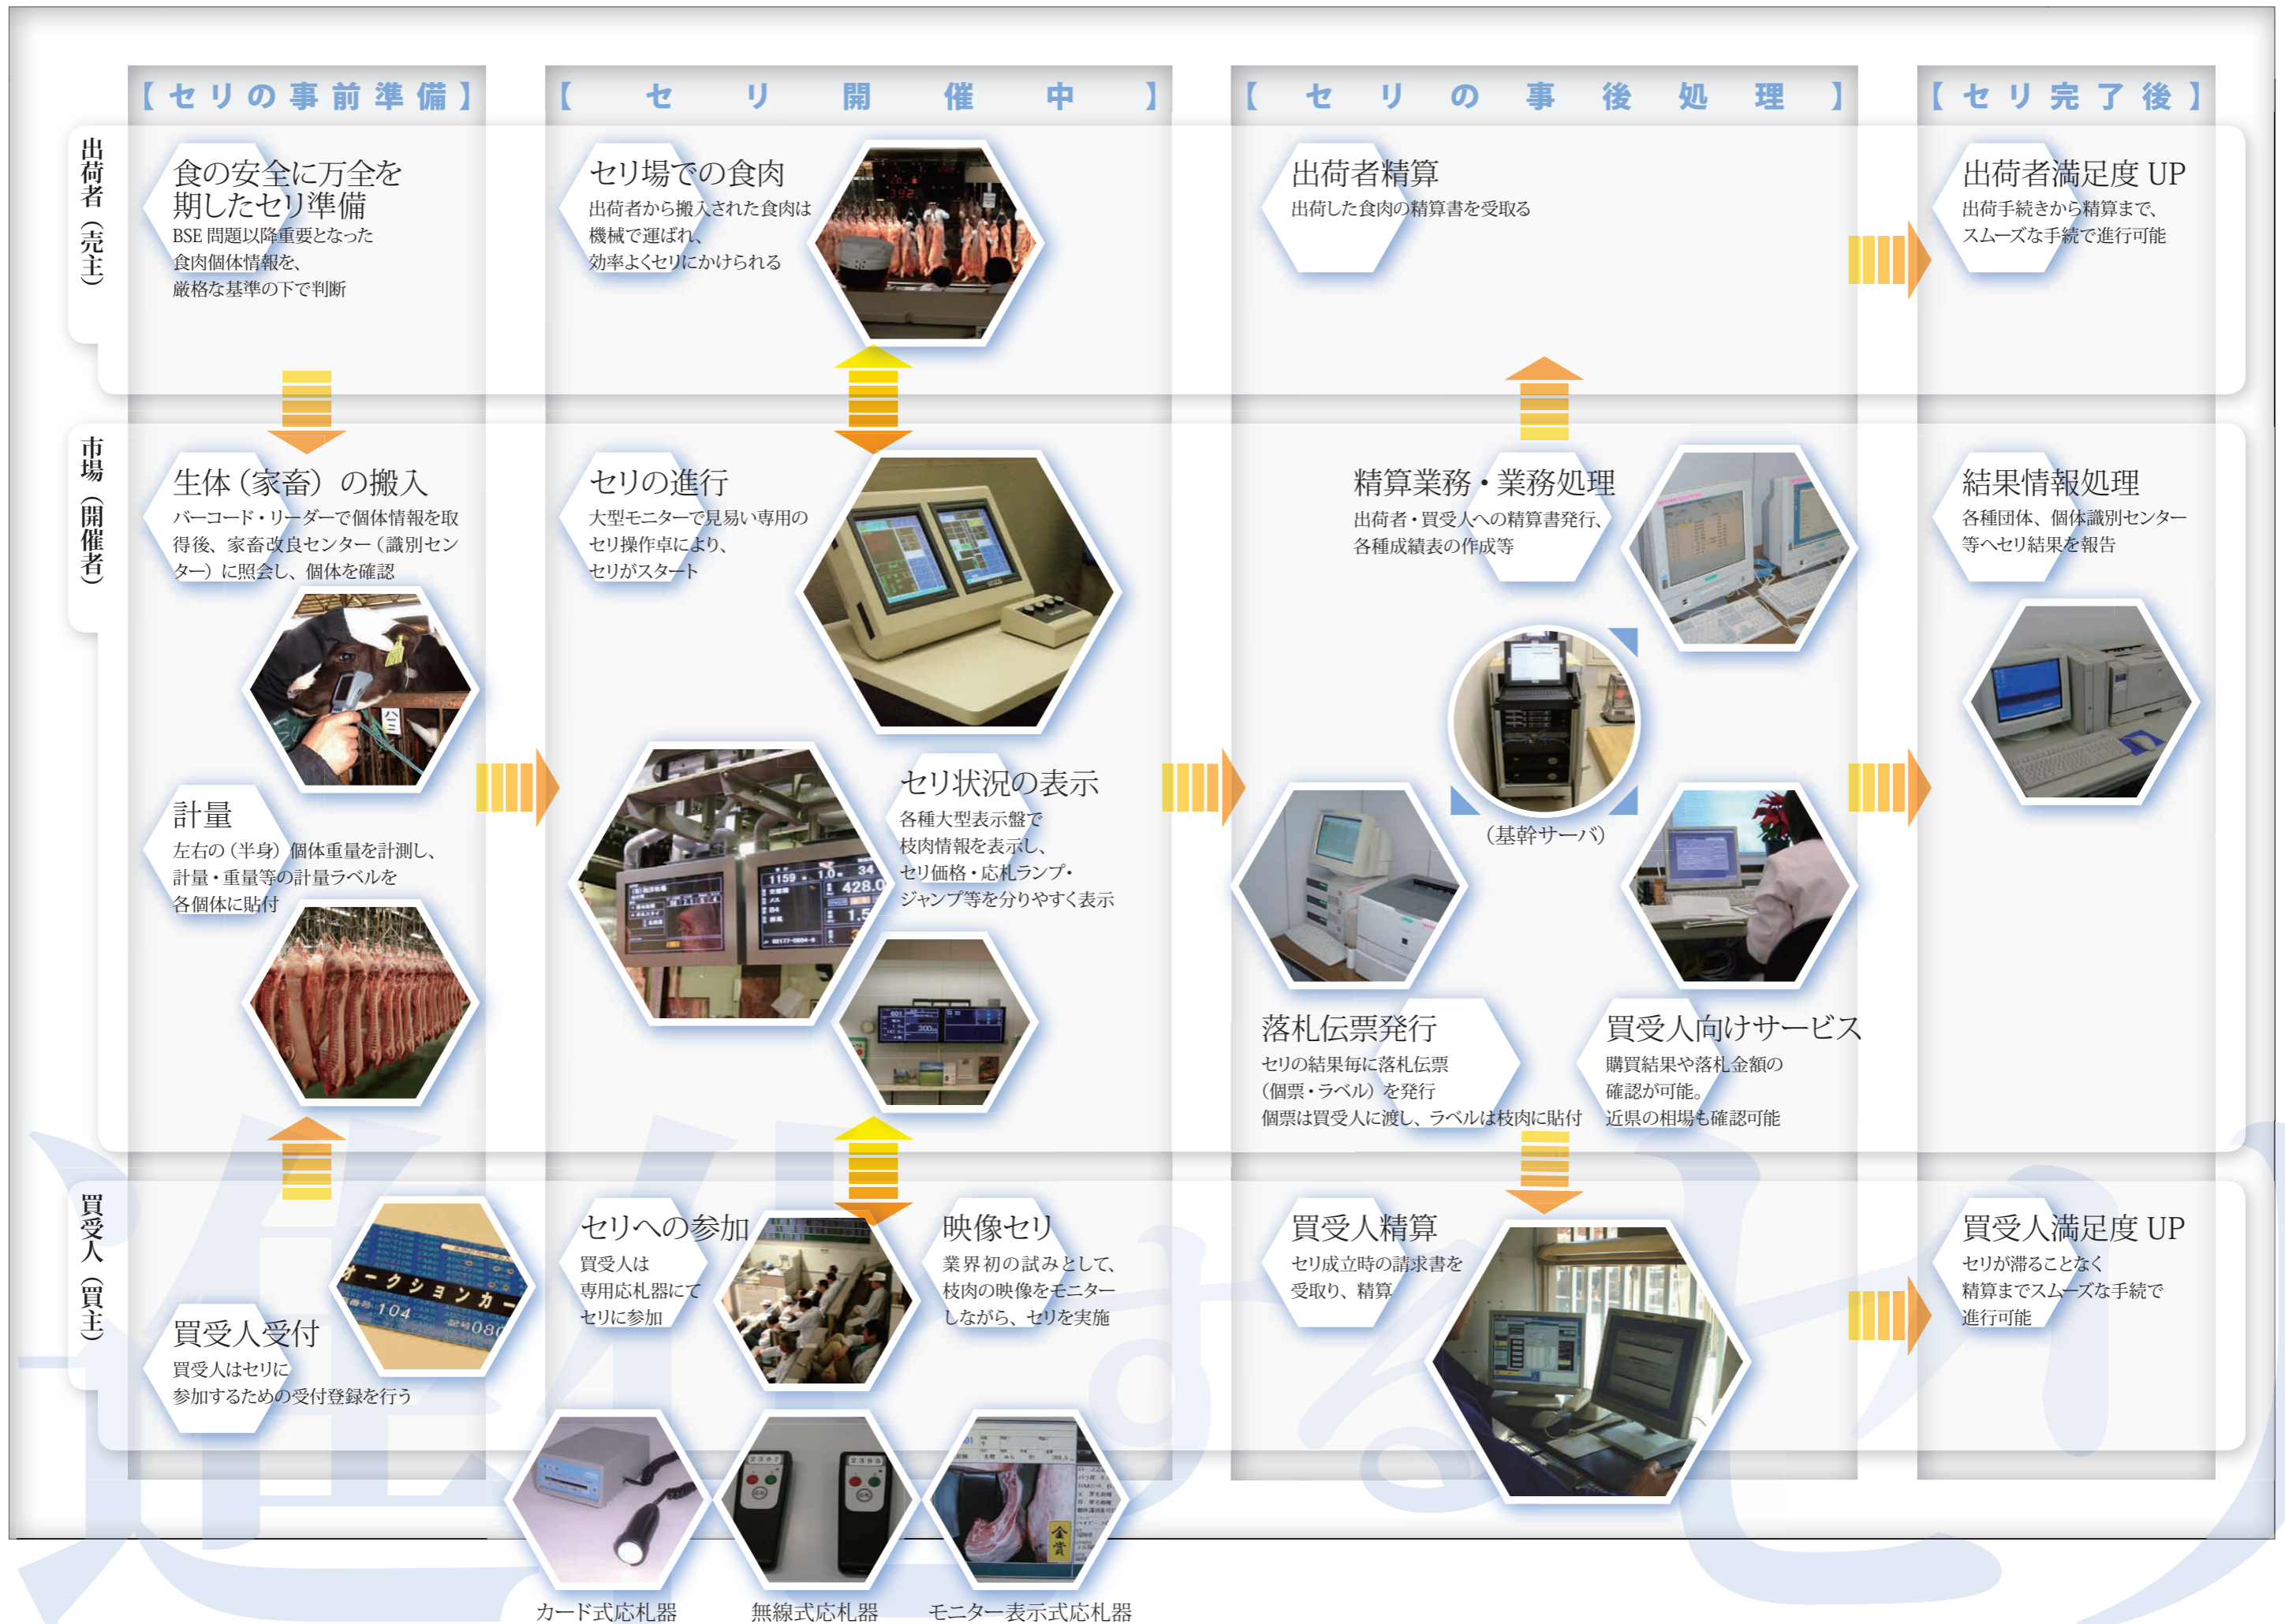 【セリの事前準備】
【セリ開催中】
【セリの事後処理】
【セリ完了後】
出荷者（売主）
食の安全に万全を
期したセリ準備
BSE 問題以降重要となった
食肉個体情報を、
厳格な基準の下で判断
セリ場での食肉
出荷者から搬入された食肉は
機械で運ばれ、
効率よくセリにかけられる
出荷者精算
出荷した食肉の精算書を受取る
出荷者満足度 UP
出荷手続きから精算まで、
スムーズな手続で進行可能
市場（開催者）
生体（家畜）の搬入
バーコード・リーダーで個体情報を取
得後、家畜改良センター（識別セン
ター）に照会し、個体を確認
計量
左右の（半身）個体重量を計測し、
計量・重量等の計量ラベルを
各個体に貼付
セリの進行
大型モニターで見易い専用の
セリ操作卓により、
セリがスタート
セリ状況の表示
各種大型表示盤で
枝肉情報を表示し、
セリ価格・応札ランプ・
ジャンプ等を分りやすく表示
1159
1.0
34
428.0
精算業務・業務処理
出荷者・買受人への精算書発行、
各種成績表の作成等
（基幹サーバ）
落札伝票発行
セリの結果毎に落札伝票
（個票・ラベル）を発行
個票は買受人に渡し、ラベルは枝肉に貼付
買受人向けサービス
購買結果や落札金額の
確認が可能。
近県の相場も確認可能
結果情報処理
各種団体、個体識別センター
等へセリ結果を報告
買受人（買主）
買受人受付
買受人はセリに
参加するための受付登録を行う
オークションカー
104
セリへの参加
買受人は
専用応札器にて
セリに参加
映像セリ
業界初の試みとして、
枝肉の映像をモニター
しながら、セリを実施
買受人精算
セリ成立時の請求書を
受取り、精算
買受人満足度 UP
セリが滞ることなく
精算までスムーズな手続で
進行可能
2397
2395
金賞
カード式応札器
無線式応札器
モニター表示式応札器
進化するセリ